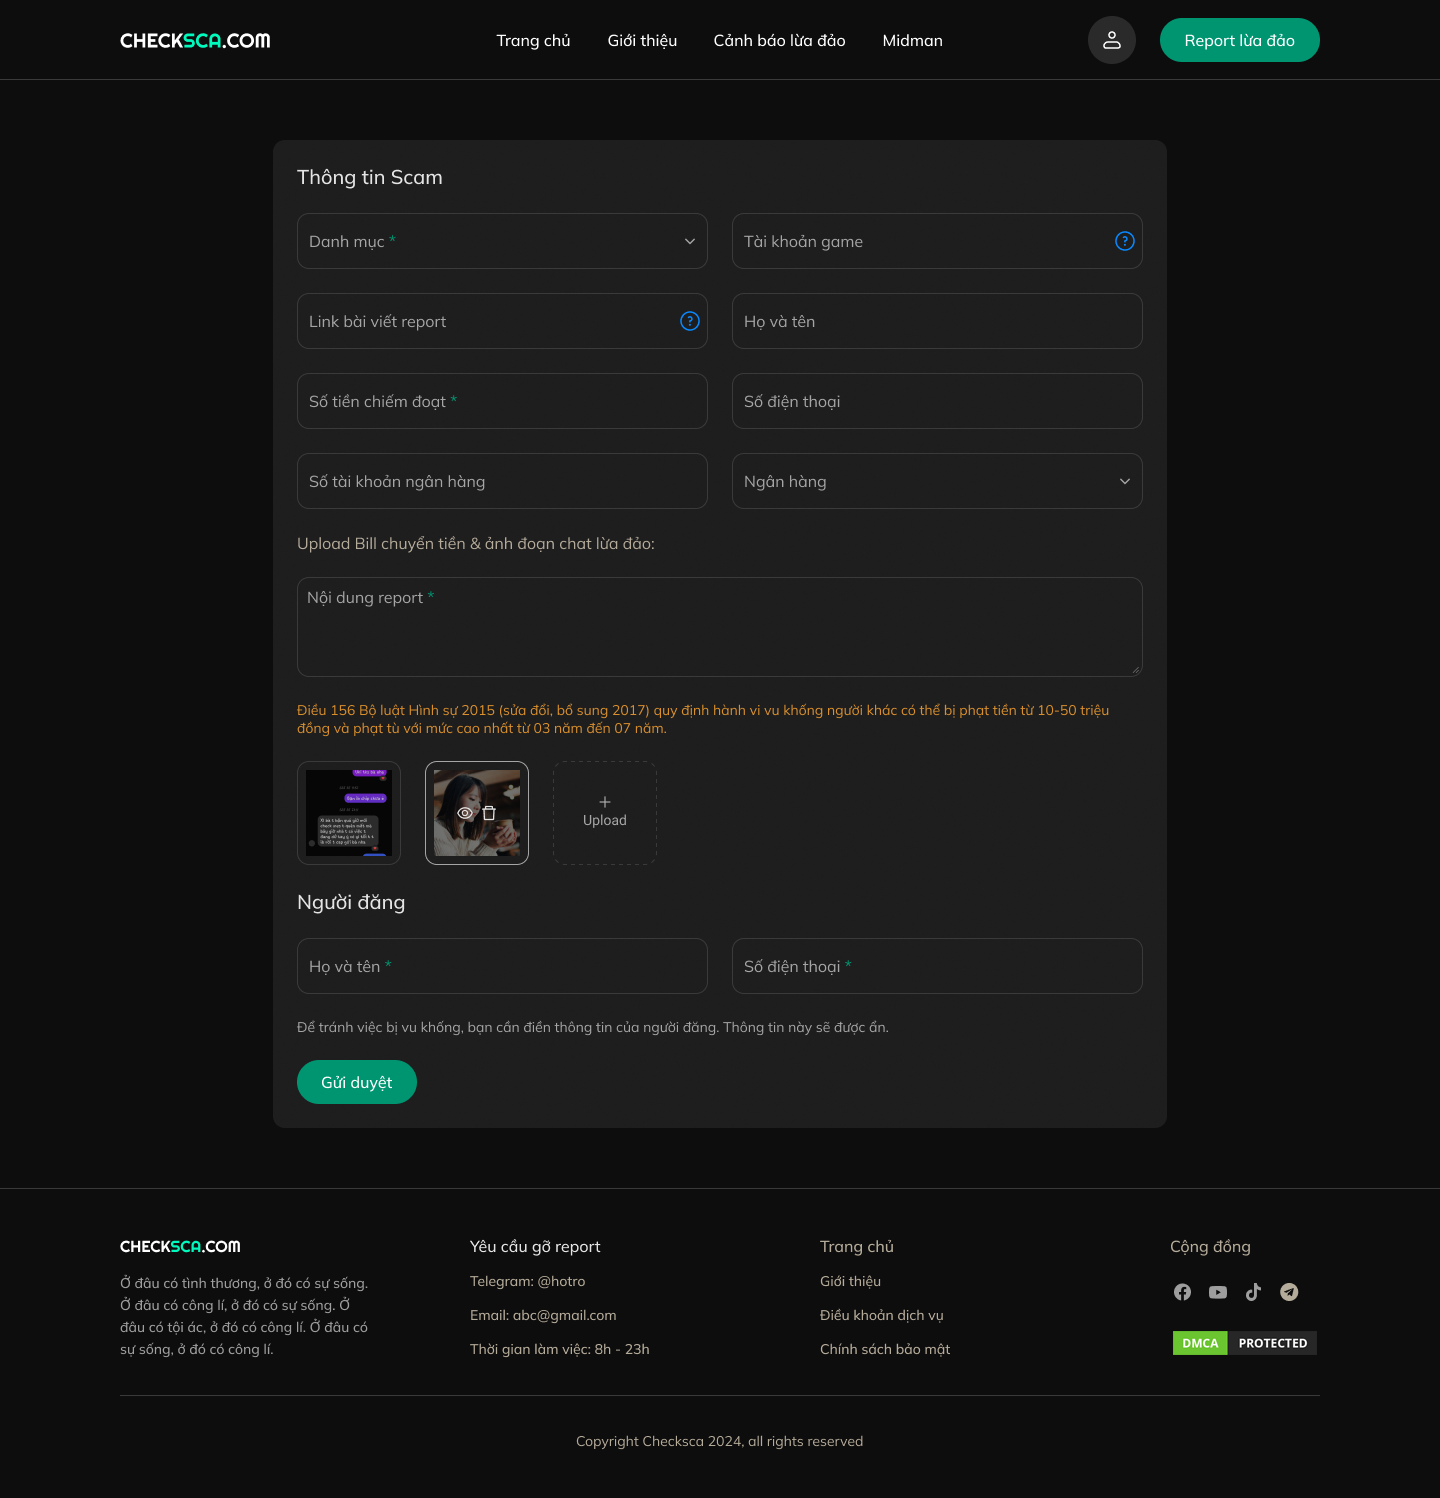 CHECKSCA.COM
Trang chủ
Giới thiệu
Cảnh báo lừa đảo
Midman
Report lừa đảo
Thông tin Scam
Danh mục *
Tài khoản game
Link bài viết report
Họ và tên
Số tiền chiếm đoạt *
Số điện thoại
Số tài khoản ngân hàng
Ngân hàng
Upload Bill chuyển tiền & ảnh đoạn chat lừa đảo:
Nội dung report *
Điều 156 Bộ luật Hình sự 2015 (sửa đổi, bổ sung 2017) quy định hành vi vu khống người khác có thể bị phạt tiền từ 10-50 triệu
đồng và phạt tù với mức cao nhất từ 03 năm đến 07 năm.
Upload
Người đăng
Họ và tên *
Số điện thoại *
Để tránh việc bị vu khống, bạn cần điền thông tin của người đăng. Thông tin này sẽ được ẩn.
Gửi duyệt
CHECKSCA.COM
Ở đâu có tình thương, ở đó có sự sống.
Ở đâu có công lí, ở đó có sự sống. Ở
đâu có tội ác, ở đó có công lí. Ở đâu có
sự sống, ở đó có công lí.
Yêu cầu gỡ report
Telegram: @hotro
Email: abc@gmail.com
Thời gian làm việc: 8h - 23h
Trang chủ
Giới thiệu
Điều khoản dịch vụ
Chính sách bảo mật
Cộng đồng
DMCA PROTECTED
Copyright Checksca 2024, all rights reserved